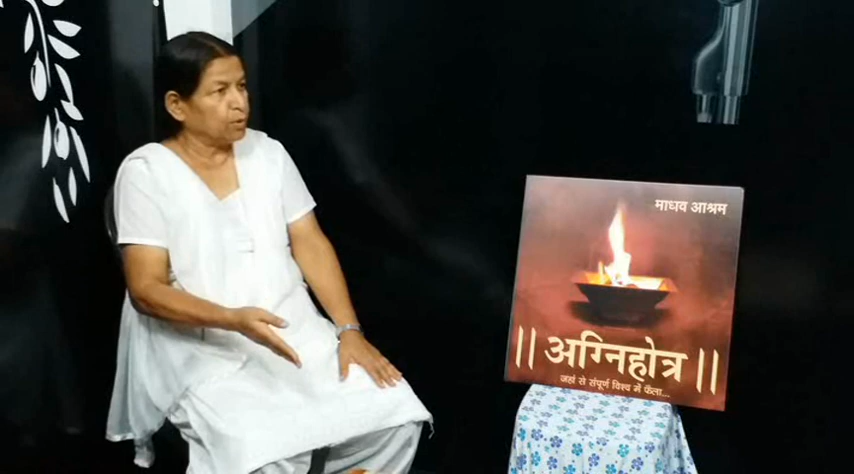 माधव आश्रम
|| अग्निहोत्र ||
जहां से संपूर्ण विश्व में फैला...